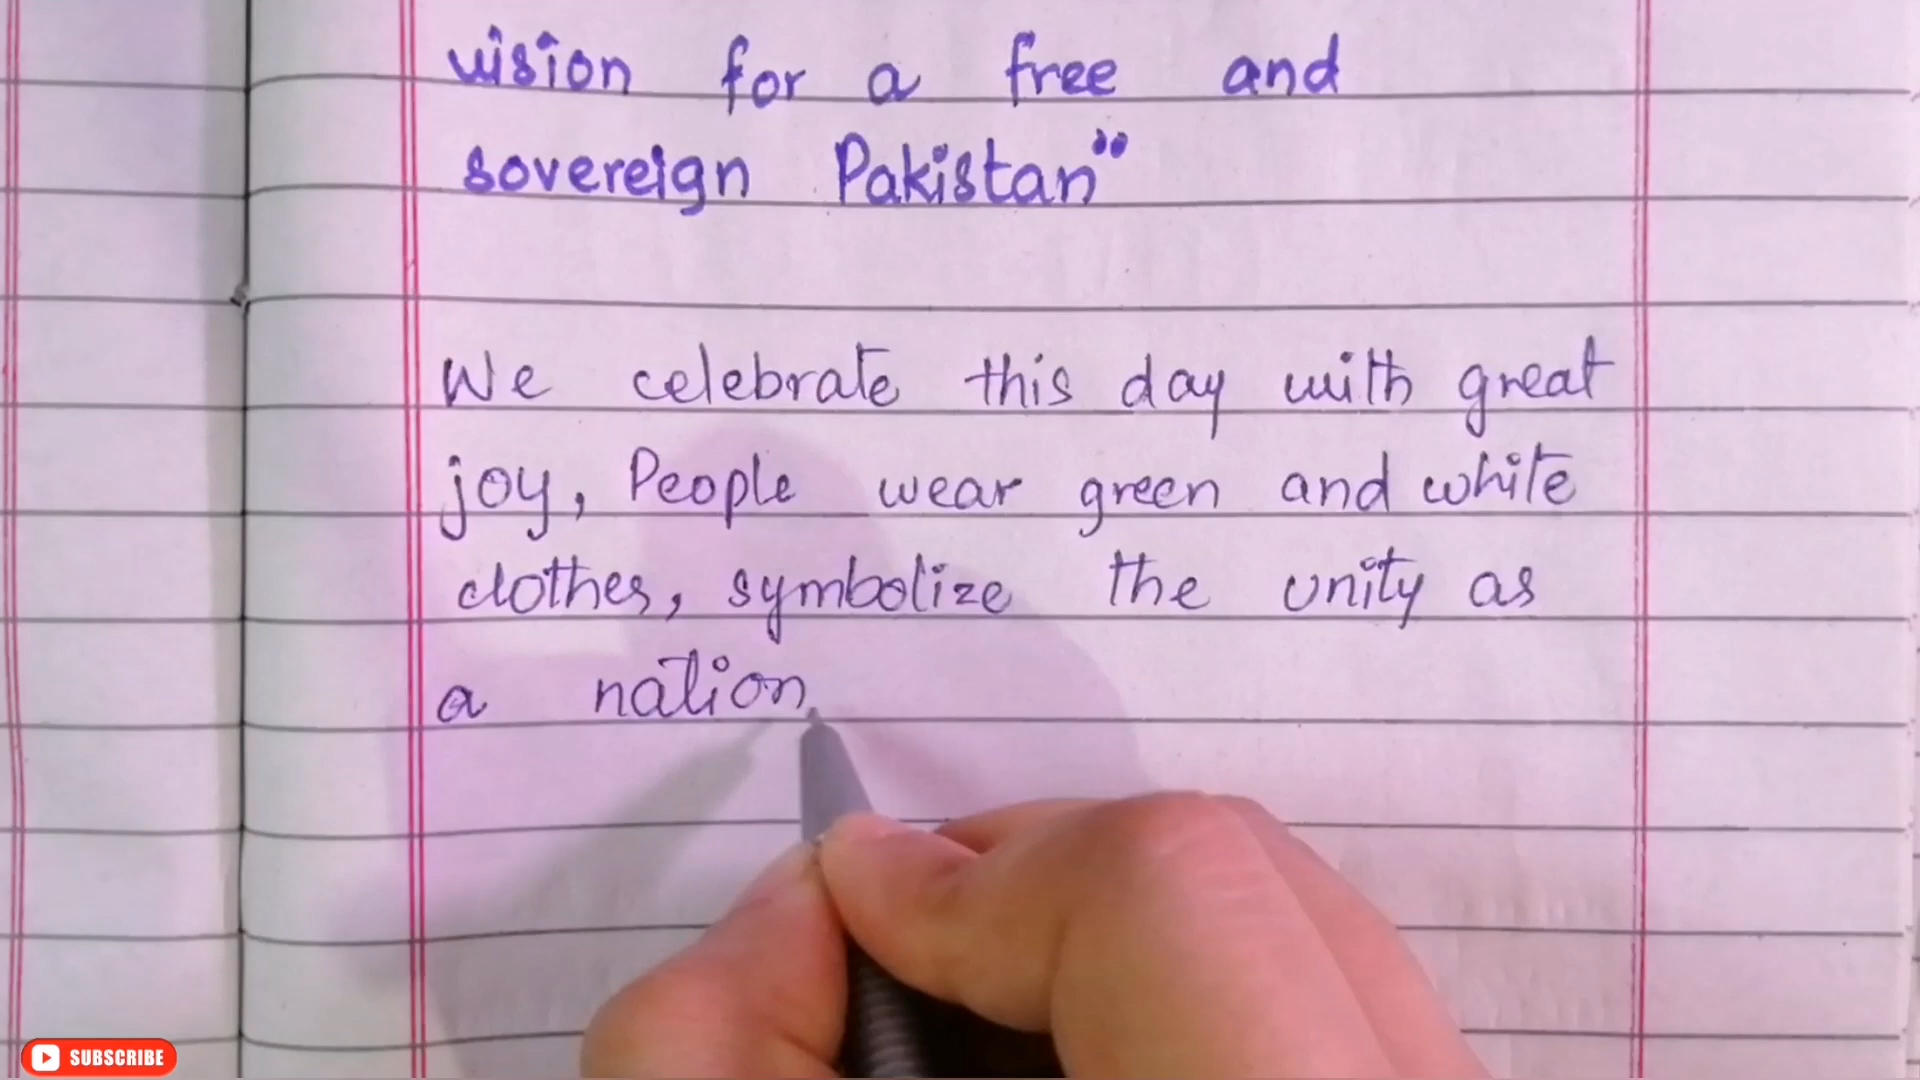 vision for a free and
sovereign Pakistan"
We celebrate this day with great
joy, People wear green and white
clothes, symbolize the unity as
a nation
SUBSCRIBE